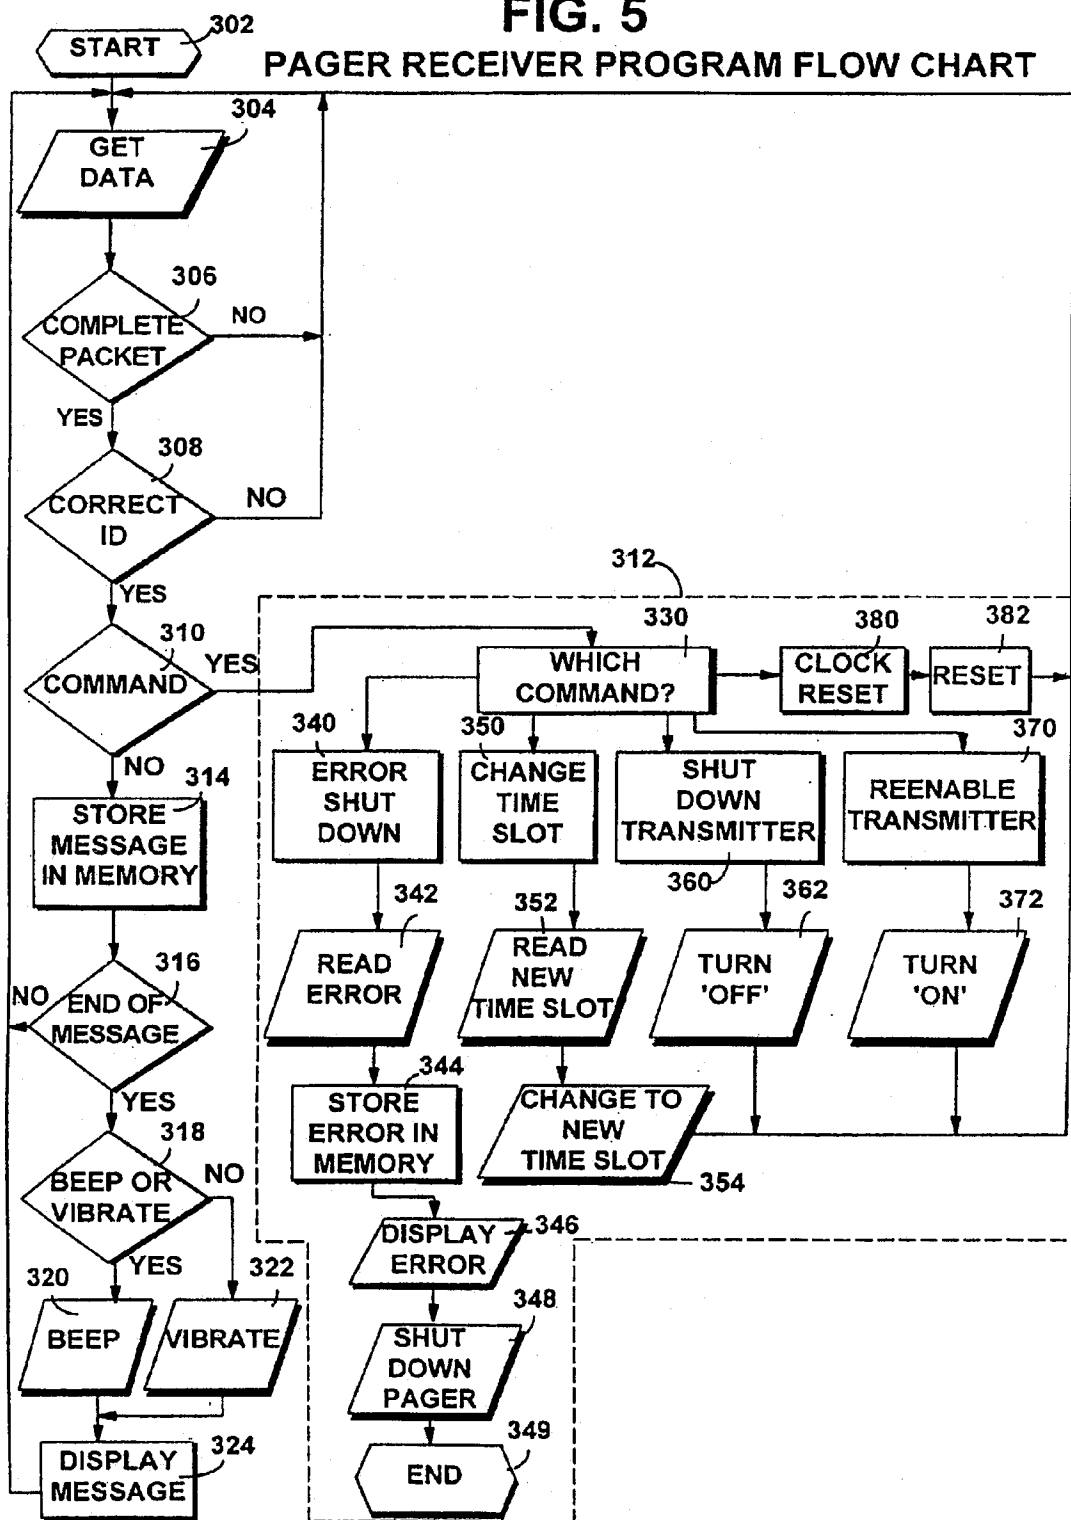 FIG. 5
PAGER RECEIVER PROGRAM FLOW CHART
START
302
304
GET
DATA
306
COMPLETE
PACKET
NO
YES
308
CORRECT
ID
NO
YES
310
COMMAND
YES
NO
312
330
WHICH
COMMAND?
380
CLOCK
RESET
382
RESET
314
STORE
MESSAGE
IN MEMORY
340
ERROR
SHUT
DOWN
350
CHANGE
TIME
SLOT
SHUT
DOWN
TRANSMITTER
360
370
REENABLE
TRANSMITTER
316
END OF
MESSAGE
NO
YES
342
READ
ERROR
352
READ
NEW
TIME SLOT
362
TURN
'OFF'
372
TURN
'ON'
344
STORE
ERROR IN
MEMORY
CHANGE TO
NEW
TIME SLOT
354
318
BEEP OR
VIBRATE
NO
YES
346
DISPLAY
ERROR
320
BEEP
322
VIBRATE
348
SHUT
DOWN
PAGER
324
DISPLAY
MESSAGE
349
END